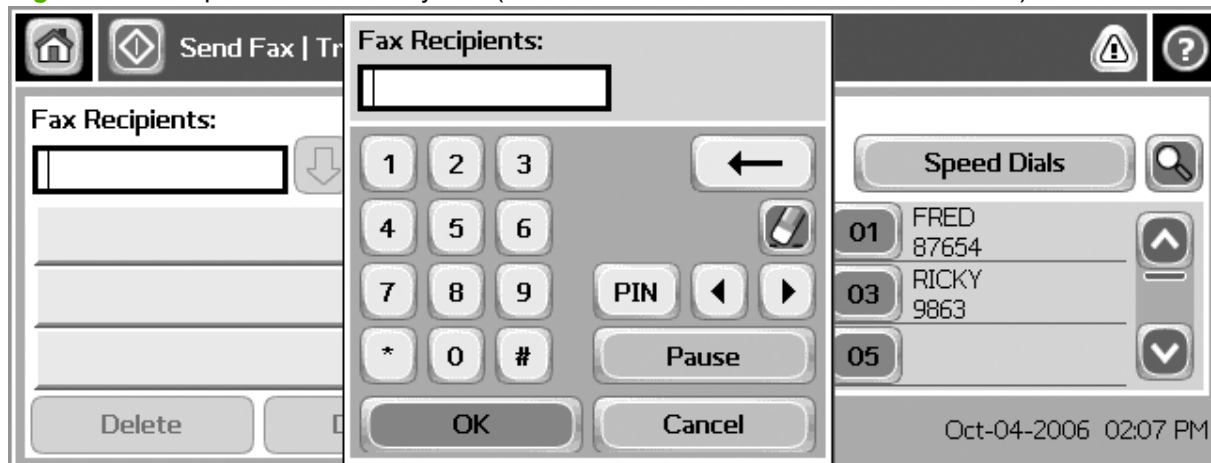 Send Fax | Tr
Fax Recipients:
Fax Recipients:
1 2 3
4 5 6
7 8 9 PIN
* 0 # Pause
OK Cancel
Speed Dials
01 FRED
87654
03 RICKY
9863
05
Delete
Oct-04-2006 02:07 PM